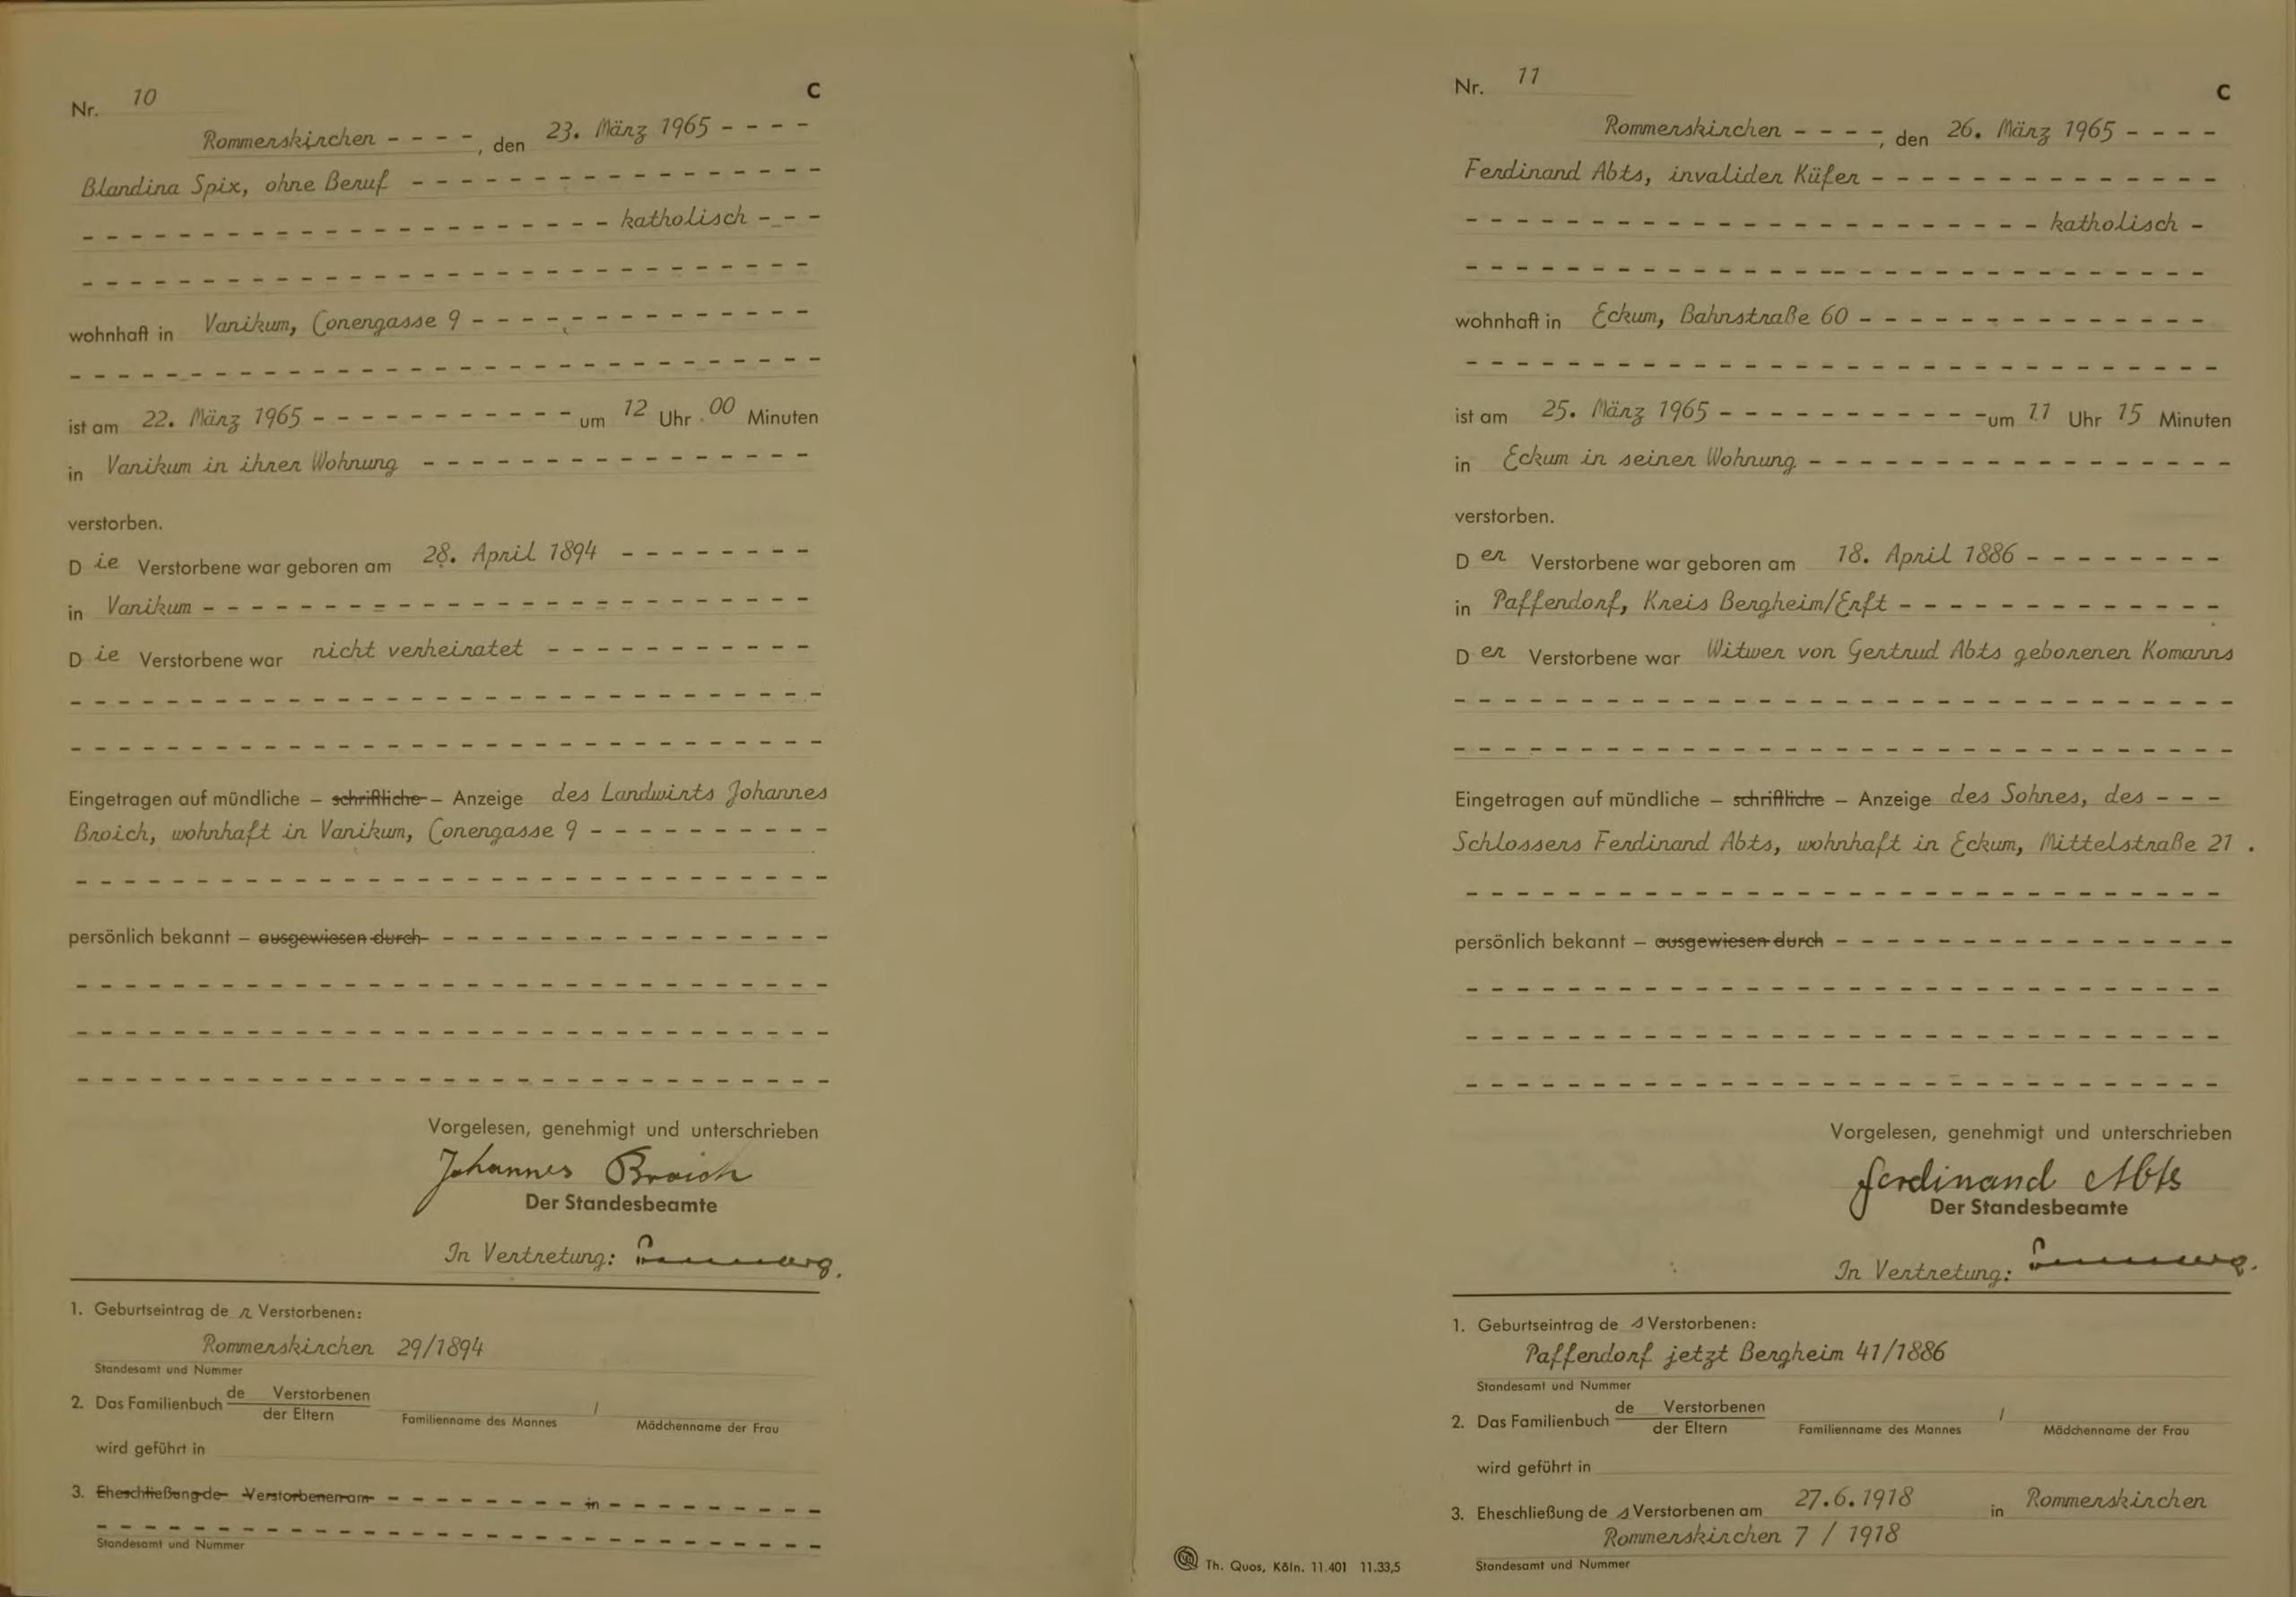 Nr. 10 C
Rommerskirchen - - - -, den 23. März 1965 - - - -
Blandina Spix, ohne Beruf
katholisch - - -
wohnhaft in Vanikum, Conengasse 9
ist am 22. März 1965 um 12 Uhr 00 Minuten
in Vanikum in ihrer Wohnung
verstorben.
D ie Verstorbene war geboren am 28. April 1894
in Vanikum
D ie Verstorbene war nicht verheiratet
Eingetragen auf mündliche – schriftliche – Anzeige des Landwirts Johannes
Broich, wohnhaft in Vanikum, Conengasse 9
persönlich bekannt – ausgewiesen durch
Vorgelesen, genehmigt und unterschrieben
Johannes Broich
Der Standesbeamte
In Vertretung:
1. Geburtseintrag de r Verstorbenen:
Rommerskirchen 29/1894
Standesamt und Nummer
2. Das Familienbuch de Verstorbenen
der Eltern
Familienname des Mannes / Mädchenname der Frau
wird geführt in
3. Eheschließung de Verstorbenen am in
Standesamt und Nummer
Nr. 11 C
Rommerskirchen - - - -, den 26. März 1965 - - - -
Ferdinand Abts, invalider Küfer
katholisch -
wohnhaft in Eckum, Bahnstraße 60
ist am 25. März 1965 um 11 Uhr 15 Minuten
in Eckum in seiner Wohnung
verstorben.
D er Verstorbene war geboren am 18. April 1886
in Paffendorf, Kreis Bergheim/Erft
D er Verstorbene war Witwer von Gertrud Abts geborenen Komanns
Eingetragen auf mündliche – schriftliche – Anzeige des Sohnes, des - - -
Schlossers Ferdinand Abts, wohnhaft in Eckum, Mittelstraße 21 .
persönlich bekannt – ausgewiesen durch
Vorgelesen, genehmigt und unterschrieben
Ferdinand Abts
Der Standesbeamte
In Vertretung:
1. Geburtseintrag de s Verstorbenen:
Paffendorf jetzt Bergheim 41/1886
Standesamt und Nummer
2. Das Familienbuch de Verstorbenen
der Eltern
Familienname des Mannes / Mädchenname der Frau
wird geführt in
3. Eheschließung de s Verstorbenen am 27.6.1918 in Rommerskirchen
Rommerskirchen 7 / 1918
Standesamt und Nummer
Th. Quos, Köln. 11.401 11.33,5